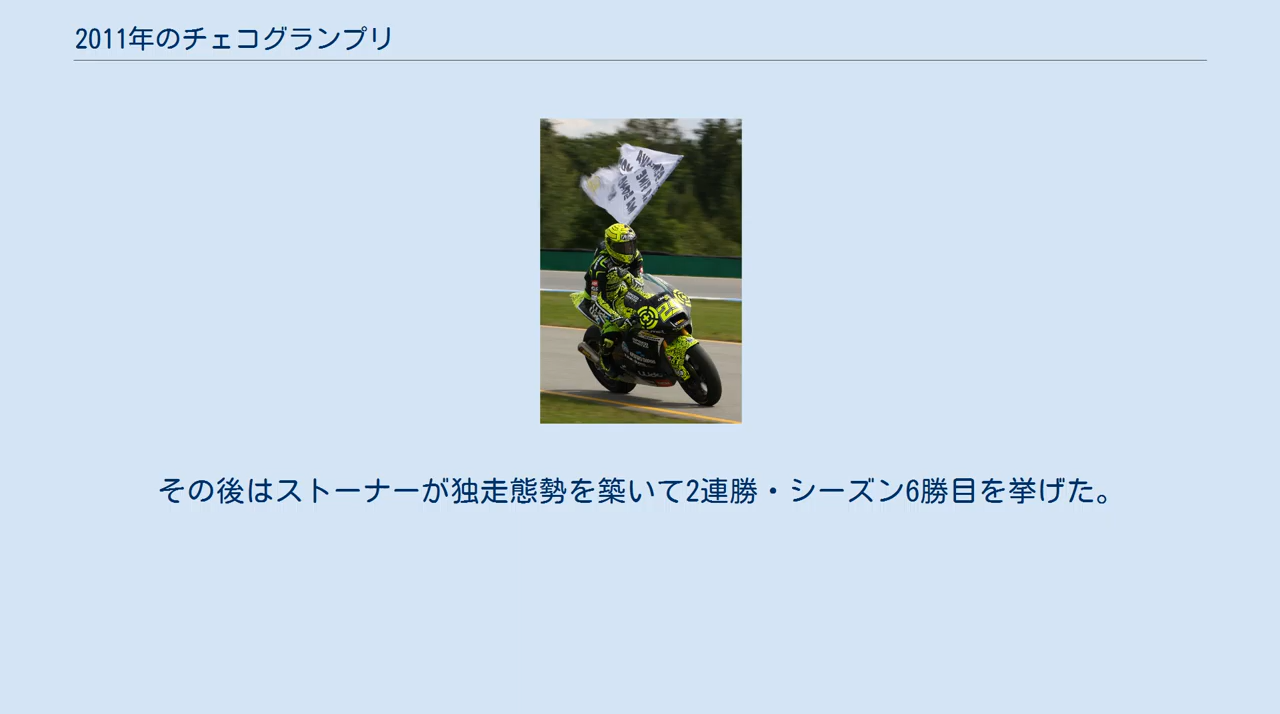 2011年のチェコグランプリ
その後はストーナーが独走態勢を築いて2連勝・シーズン6勝目を挙げた。